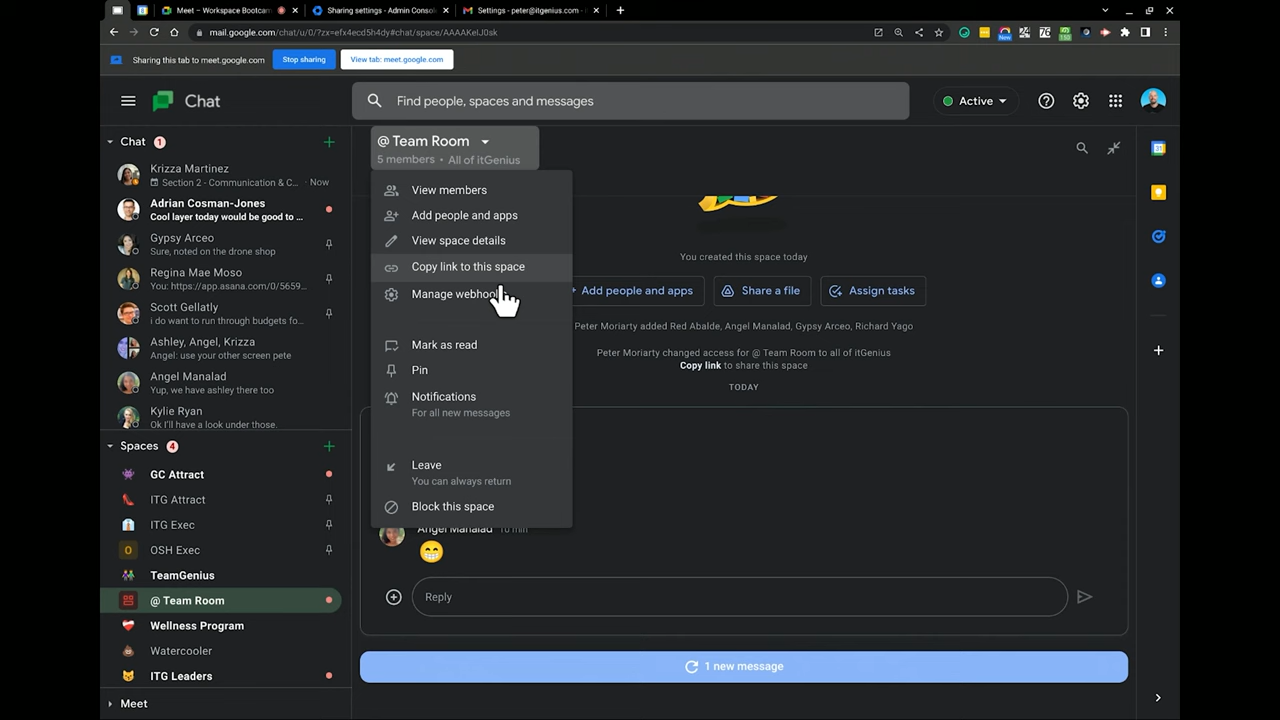 Meet – Workspace Bootcam
Sharing settings - Admin Conso
Settings - peter@itgenius.com -
mail.google.com/chat/u/0/?zx=efx4ecd5h4dy#chat/space/AAAAKeIJ0sk
Sharing this tab to meet.google.com
Stop sharing
View tab: meet.google.com
Chat
Find people, spaces and messages
Active
Chat 1
Krizza Martinez
Section 2 - Communication & C... · Now
Adrian Cosman-Jones
Cool layer today would be good to ...
Gypsy Arceo
Sure, noted on the drone shop
Regina Mae Moso
You: https://app.asana.com/0/5659...
Scott Gellatly
i do want to run through budgets fo...
Ashley, Angel, Krizza
Angel: use your other screen pete
Angel Manalad
Yup, we have ashley there too
Kylie Ryan
Ok I'll have a look under those.
Spaces 4
GC Attract
ITG Attract
ITG Exec
O OSH Exec
TeamGenius
@ Team Room
Wellness Program
Watercooler
ITG Leaders
Meet
@ Team Room
5 members • All of itGenius
View members
Add people and apps
View space details
Copy link to this space
Manage webhook
Mark as read
Pin
Notifications
For all new messages
Leave
You can always return
Block this space
You created this space today
Add people and apps
Share a file
Assign tasks
Peter Moriarty added Red Abalde, Angel Manalad, Gypsy Arceo, Richard Yago
Peter Moriarty changed access for @ Team Room to all of itGenius
Copy link to share this space
TODAY
Angel Manalad 10 min
Reply
1 new message